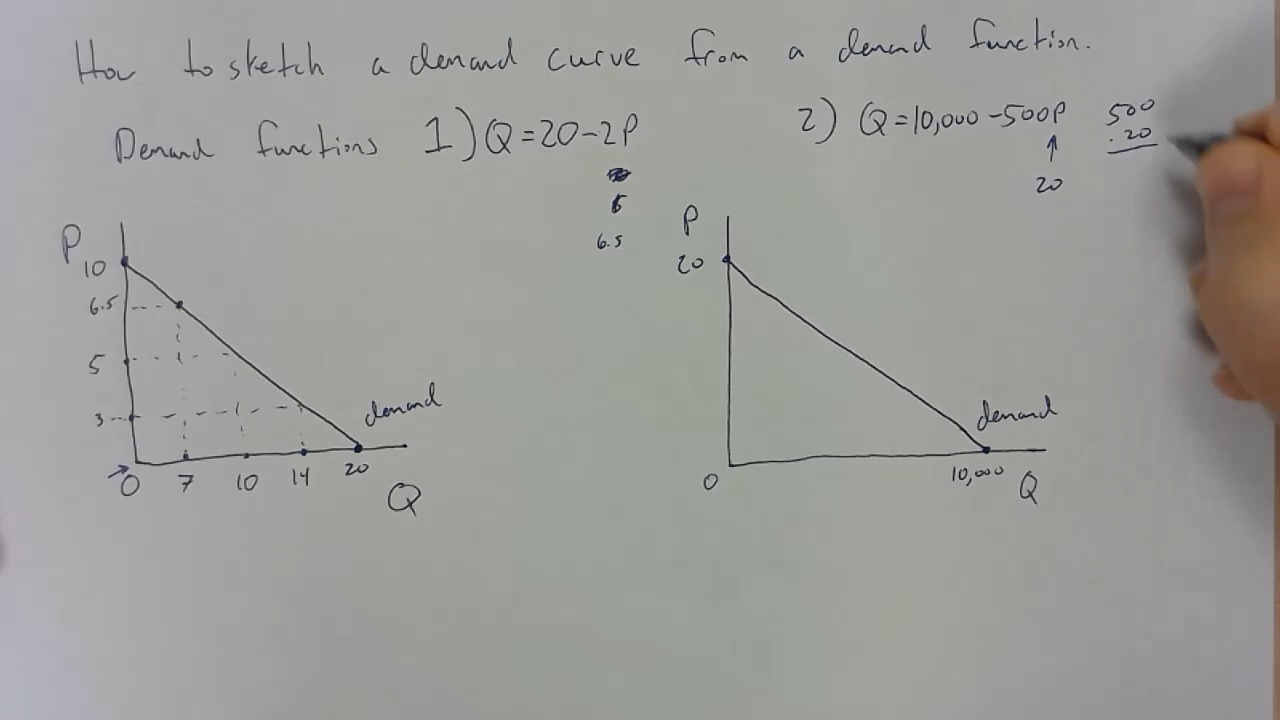 How to sketch a demand curve from a demand function.
Demand functions 1) Q=20-2P
2) Q=10,000-500P
500
.20
20
5
6.5
P
10
6.5
5
3
0 7 10 14 20
Q
demand
P
20
0
10,000
Q
demand